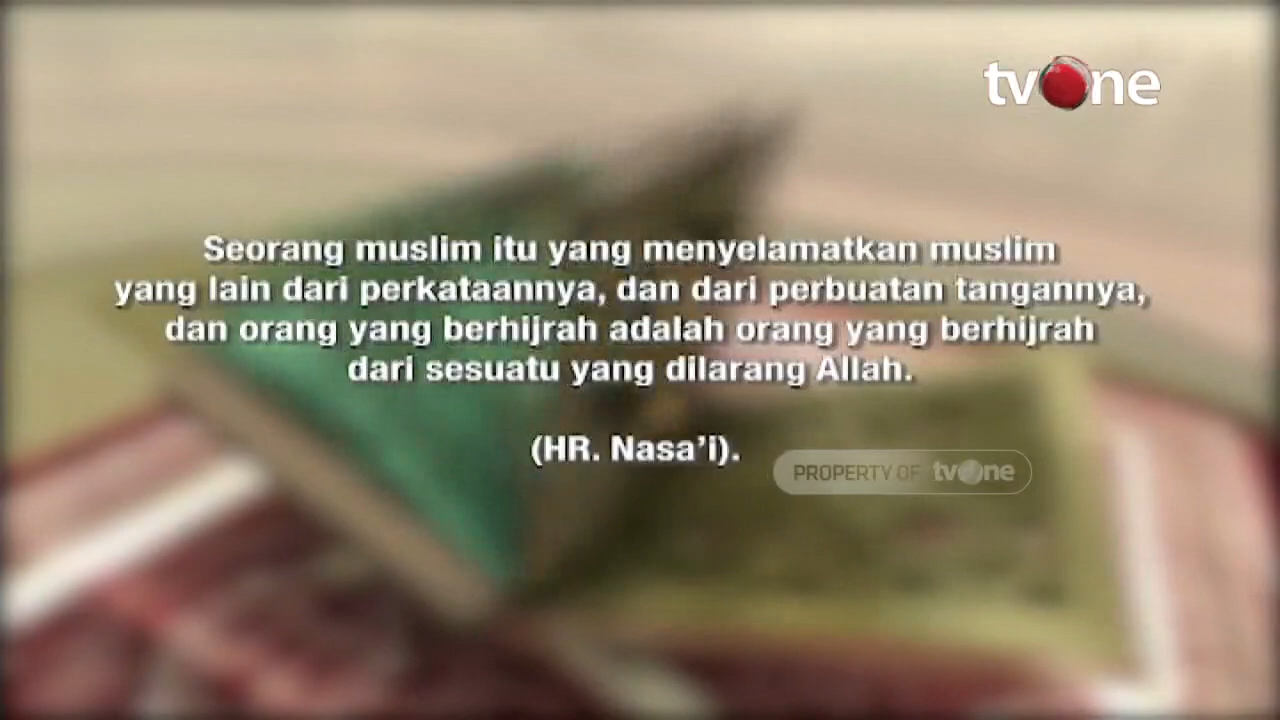 tvOne
Seorang muslim itu yang menyelamatkan muslim
yang lain dari perkataannya, dan dari perbuatan tangannya,
dan orang yang berhijrah adalah orang yang berhijrah
dari sesuatu yang dilarang Allah.
(HR. Nasa'i).
PROPERTY OF tvOne